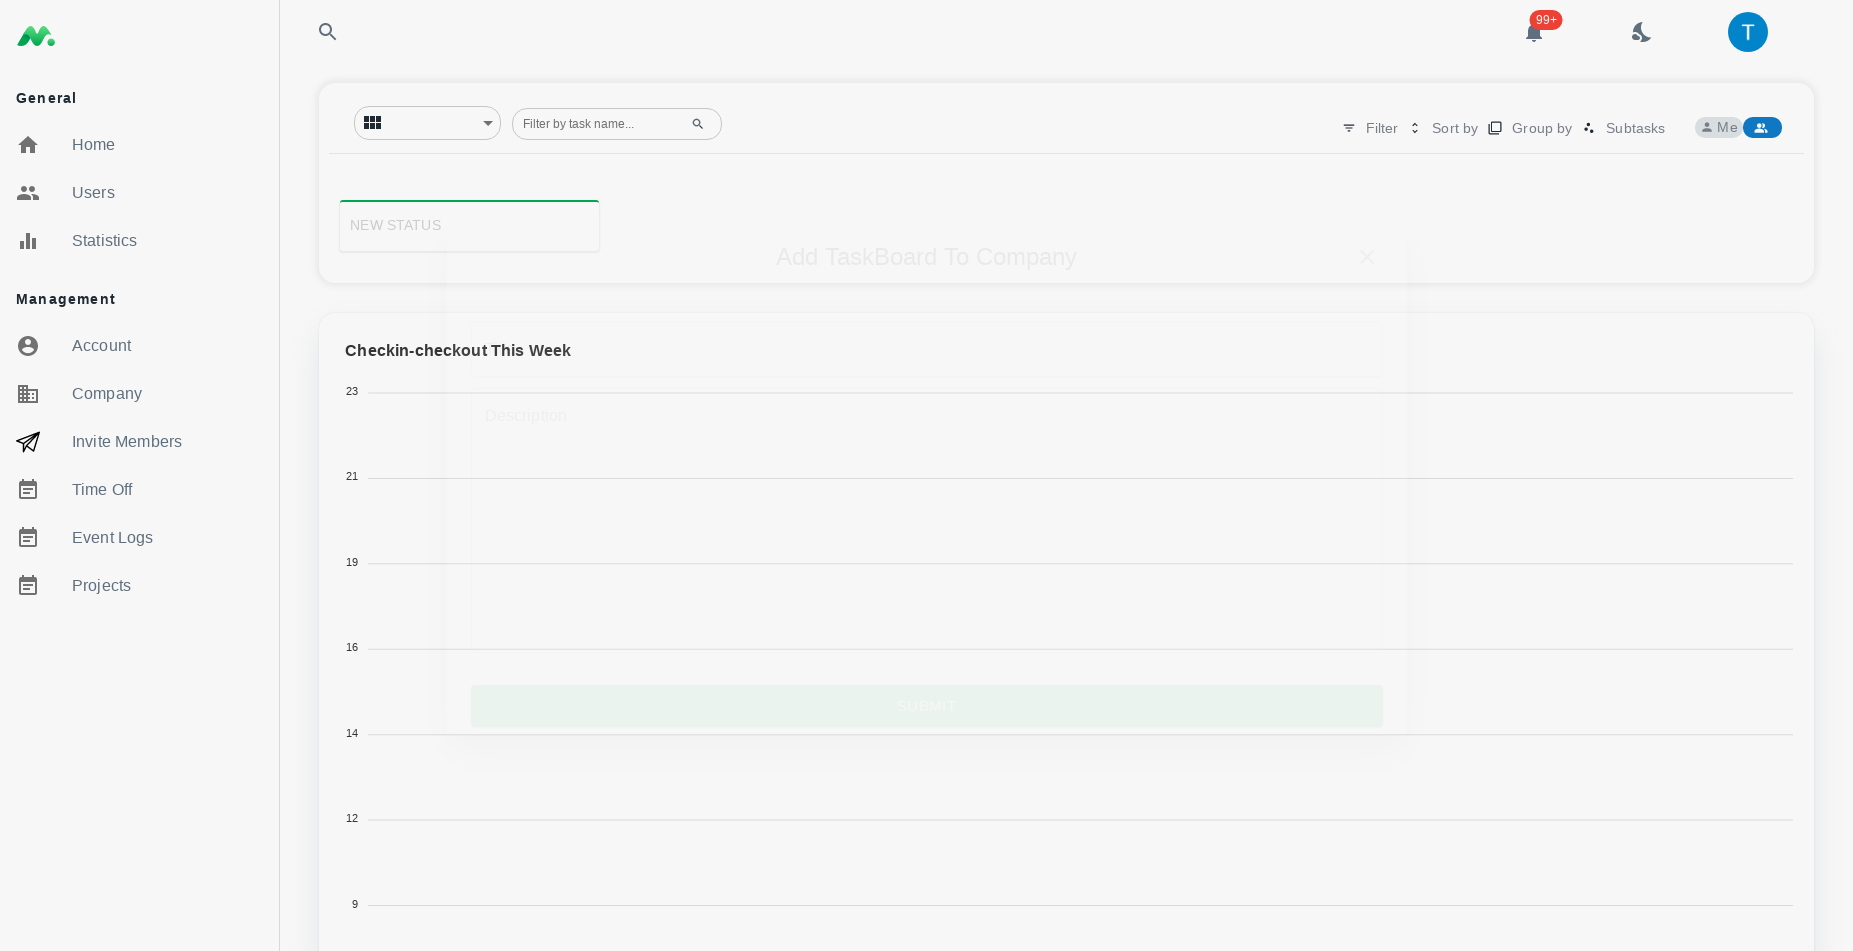 99+
T
General
Home
Users
Statistics
Management
Account
Company
Invite Members
Time Off
Event Logs
Projects
Filter by task name...
Filter
Sort by
Group by
Subtasks
Me
NEW STATUS
Add TaskBoard To Company
Checkin-checkout This Week
Description
SUBMIT
23
21
19
16
14
12
9